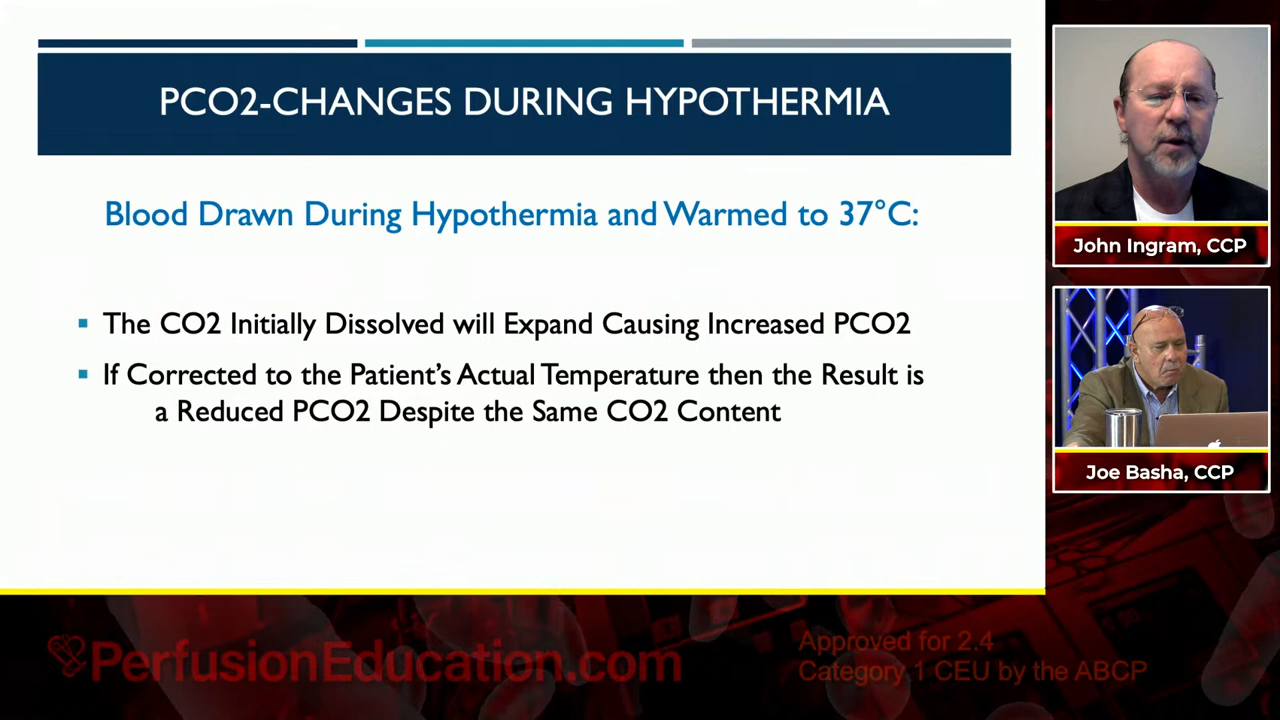 PCO2-CHANGES DURING HYPOTHERMIA
Blood Drawn During Hypothermia and Warmed to 37°C:
▪ The CO2 Initially Dissolved will Expand Causing Increased PCO2
▪ If Corrected to the Patient's Actual Temperature then the Result is
a Reduced PCO2 Despite the Same CO2 Content
John Ingram, CCP
Joe Basha, CCP
PerfusionEducation.com
Approved for 2.4
Category 1 CEU by the ABCP